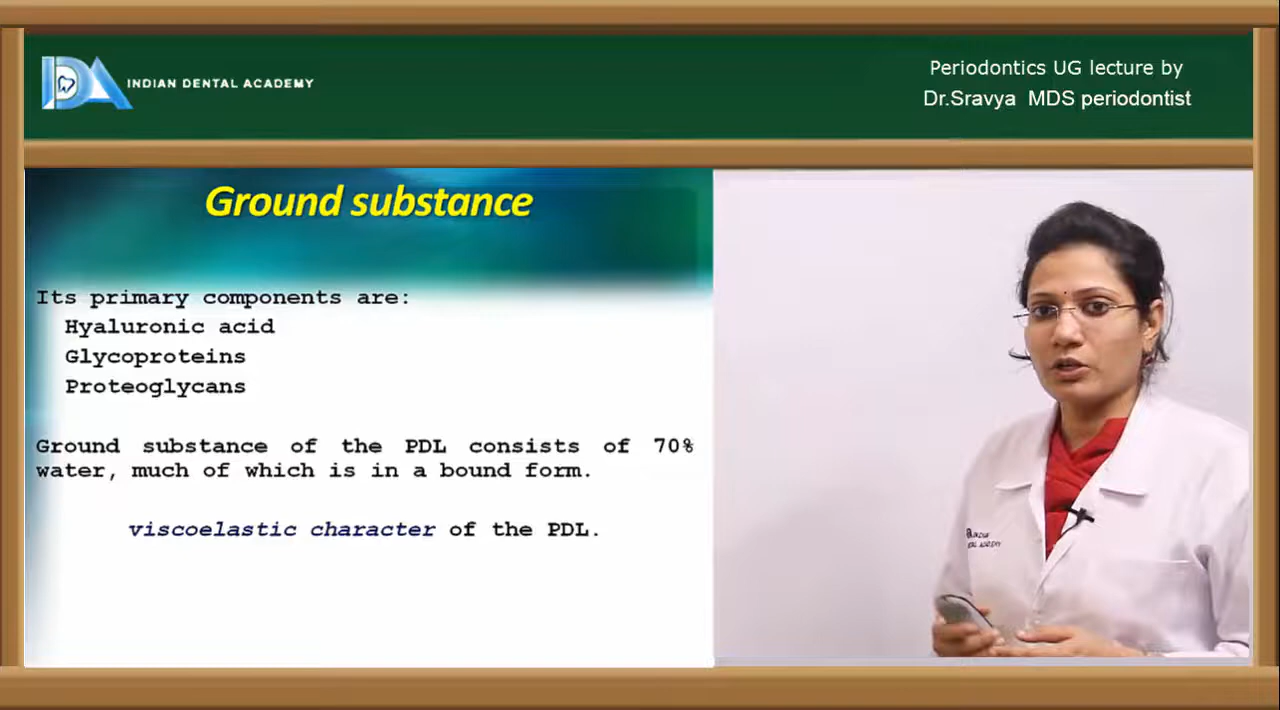 IDA INDIAN DENTAL ACADEMY
Periodontics UG lecture by
Dr.Sravya MDS periodontist
Ground substance
Its primary components are:
Hyaluronic acid
Glycoproteins
Proteoglycans
Ground substance of the PDL consists of 70%
water, much of which is in a bound form.
viscoelastic character of the PDL.